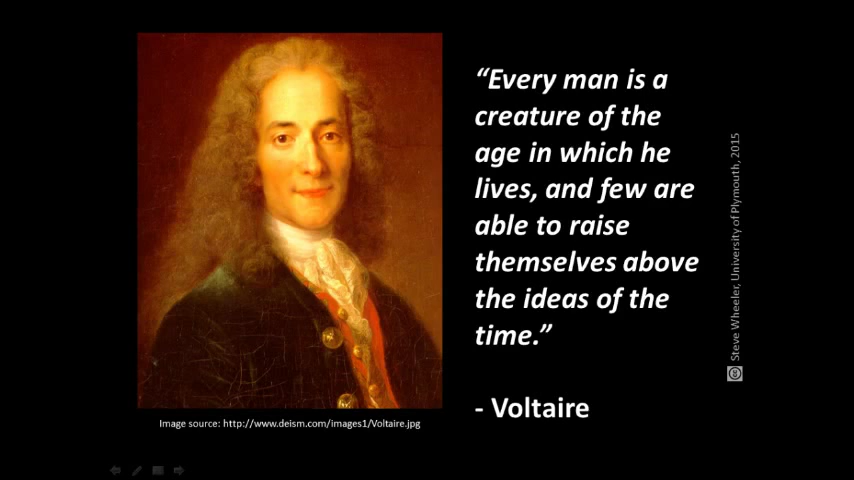 “Every man is a
creature of the
age in which he
lives, and few are
able to raise
themselves above
the ideas of the
time.”
- Voltaire
Image source: http://www.deism.com/images1/Voltaire.jpg
Steve Wheeler, University of Plymouth, 2015